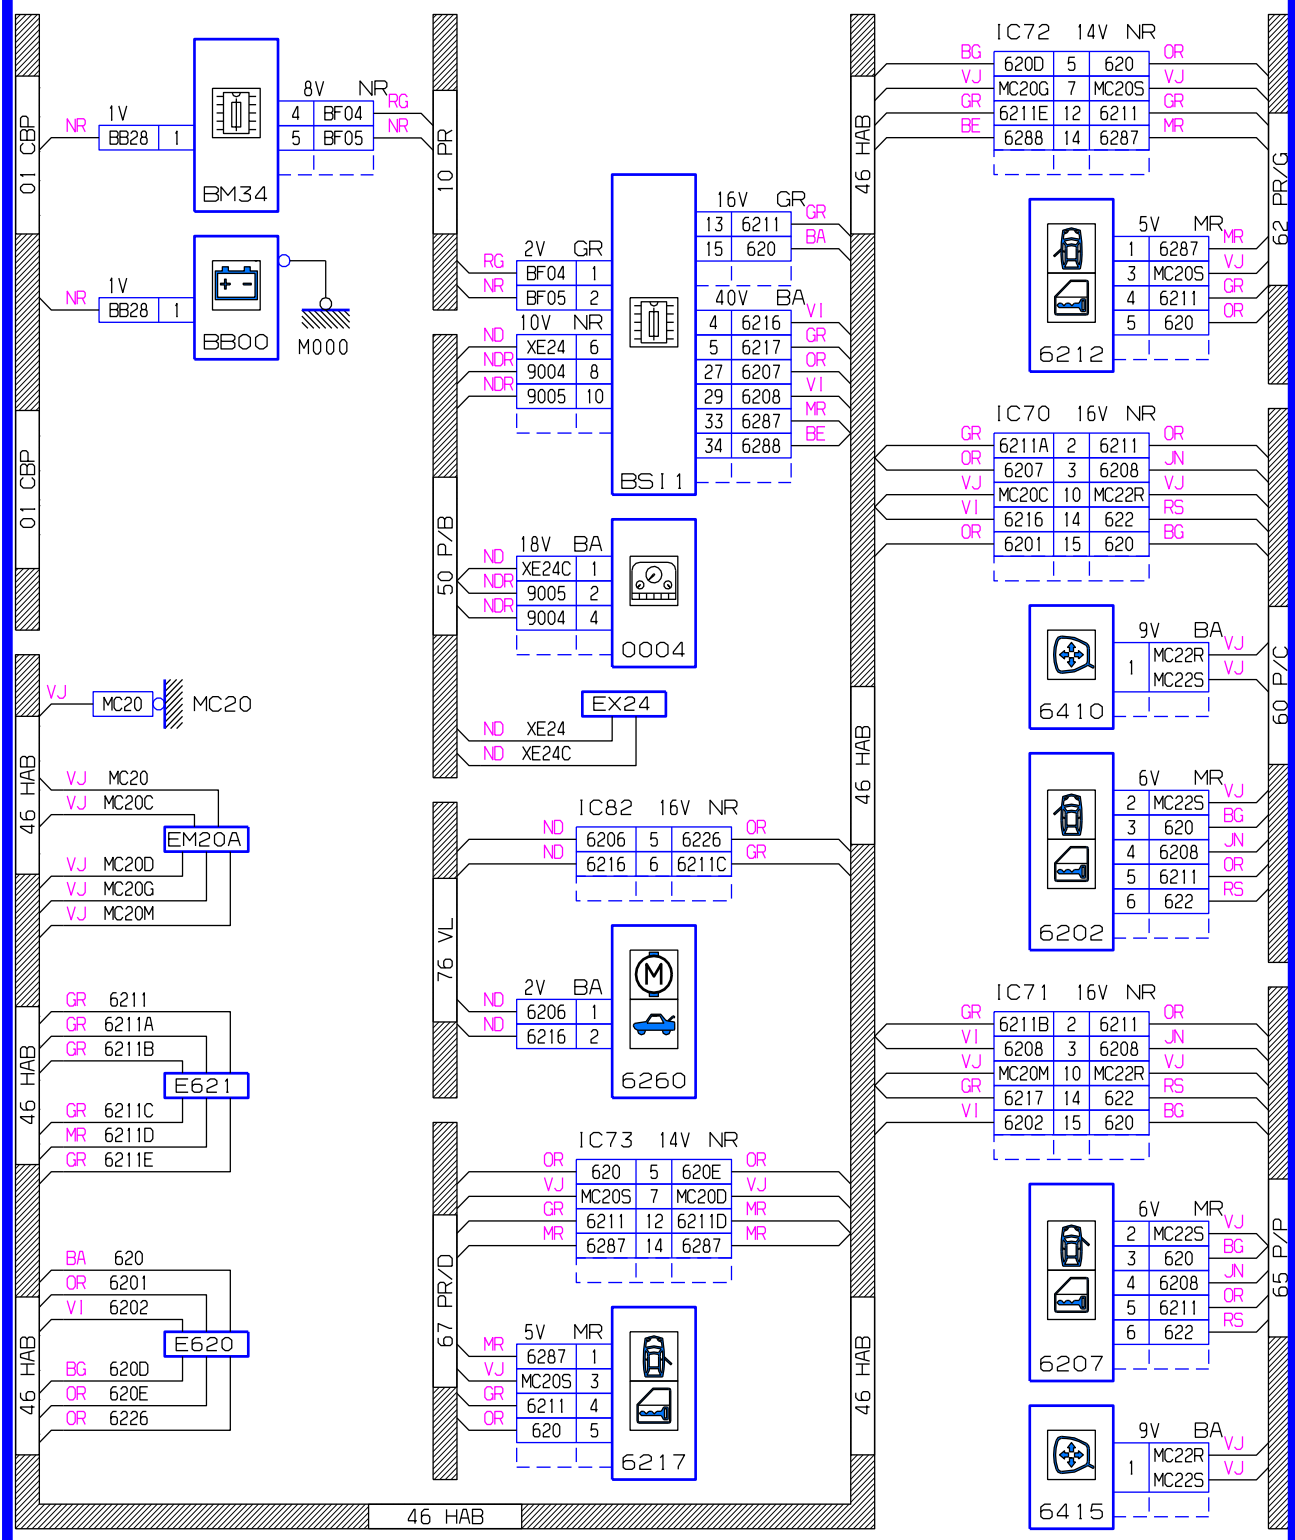 01 CBP
NR
1V
BB28 1
BM34
8V NR
4 BF04 RG
5 BF05 NR
10 PR
NR
1V
BB28 1
BB00
M000
01 CBP
RG
NR
2V GR
BF04 1
BF05 2
10V NR
ND XE24 6
NDR 9004 8
NDR 9005 10
BSI1
16V GR
13 6211 GR
15 620 BA
40V BA
4 6216 VI
5 6217 GR
27 6207 OR
29 6208 VI
33 6287 MR
34 6288 BE
50 P/B
18V BA
ND XE24C 1
NDR 9005 2
NDR 9004 4
0004
EX24
ND XE24
ND XE24C
VJ MC20 MC20
46 HAB
VJ MC20
VJ MC20C
EM20A
VJ MC20D
VJ MC20G
VJ MC20M
46 HAB
GR 6211
GR 6211A
GR 6211B
E621
GR 6211C
MR 6211D
GR 6211E
46 HAB
BA 620
OR 6201
VI 6202
E620
BG 620D
OR 620E
OR 6226
76 VL
IC82 16V NR
ND 6206 5 6226 OR
ND 6216 6 6211C GR
2V BA
ND 6206 1
ND 6216 2
6260
67 PR/D
IC73 14V NR
OR 620 5 620E OR
VJ MC20S 7 MC20D VJ
GR 6211 12 6211D MR
MR 6287 14 6287 MR
5V MR
MR 6287 1
VJ MC20S 3
GR 6211 4
OR 620 5
6217
46 HAB
46 HAB
46 HAB
46 HAB
IC72 14V NR
BG 620D 5 620 OR
VJ MC20G 7 MC20S VJ
GR 6211E 12 6211 GR
BE 6288 14 6287 MR
62 PR/G
5V MR
1 6287 MR
3 MC20S VJ
4 6211 GR
5 620 OR
6212
IC70 16V NR
GR 6211A 2 6211 OR
OR 6207 3 6208 JN
VJ MC20C 10 MC22R VJ
VI 6216 14 622 RS
OR 6201 15 620 BG
60 P/C
9V BA
1 MC22R VJ
MC22S VJ
6410
6V MR
2 MC22S VJ
3 620 BG
4 6208 JN
5 6211 OR
6 622 RS
6202
IC71 16V NR
GR 6211B 2 6211 OR
VI 6208 3 6208 JN
VJ MC20M 10 MC22R VJ
GR 6217 14 622 RS
VI 6202 15 620 BG
65 P/P
6V MR
2 MC22S VJ
3 620 BG
4 6208 JN
5 6211 OR
6 622 RS
6207
9V BA
1 MC22R VJ
MC22S VJ
6415